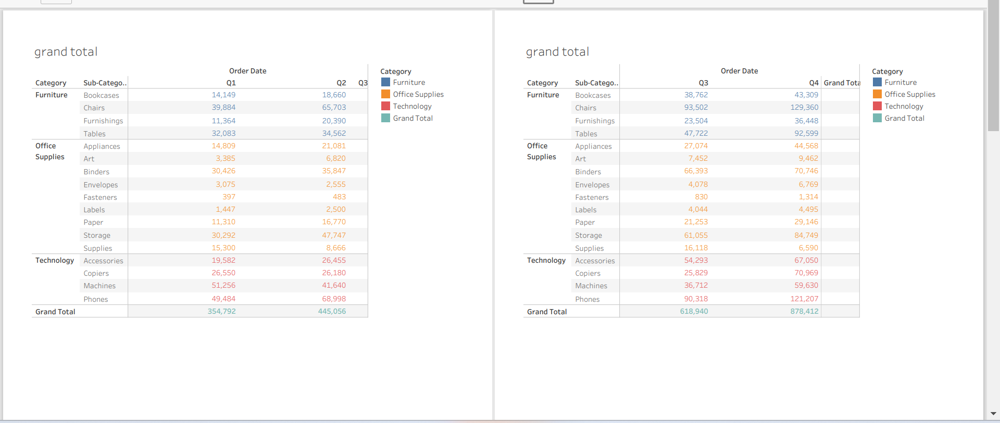 grand total
Order Date
Category Sub-Catego.. Q1 Q2 Q3
Furniture Bookcases 14,149 18,660
Chairs 39,884 65,703
Furnishings 11,364 20,390
Tables 32,083 34,562
Office Supplies Appliances 14,809 21,081
Art 3,385 6,820
Binders 30,426 35,847
Envelopes 3,075 2,555
Fasteners 397 483
Labels 1,447 2,500
Paper 11,310 16,770
Storage 30,292 47,747
Supplies 15,300 8,666
Technology Accessories 19,582 26,455
Copiers 26,550 26,180
Machines 51,256 41,640
Phones 49,484 68,998
Grand Total 354,792 445,056
Category
Furniture
Office Supplies
Technology
Grand Total
grand total
Order Date
Category Sub-Catego.. Q3 Q4 Grand Tota
Furniture Bookcases 38,762 43,309
Chairs 93,502 129,360
Furnishings 23,504 36,448
Tables 47,722 92,599
Office Supplies Appliances 27,074 44,568
Art 7,452 9,462
Binders 66,393 70,746
Envelopes 4,078 6,769
Fasteners 830 1,314
Labels 4,044 4,495
Paper 21,253 29,146
Storage 61,055 84,749
Supplies 16,118 6,590
Technology Accessories 54,293 67,050
Copiers 25,829 70,969
Machines 36,712 59,630
Phones 90,318 121,207
Grand Total 618,940 878,412
Category
Furniture
Office Supplies
Technology
Grand Total